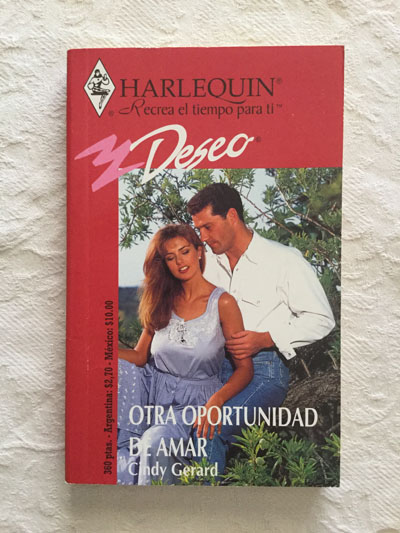 HARLEQUIN®
® Recrea el tiempo para ti™
Deseo®
360 ptas. - Argentina: $2,70 - México: $10.00
OTRA OPORTUNIDAD
DE AMAR
Cindy Gerard